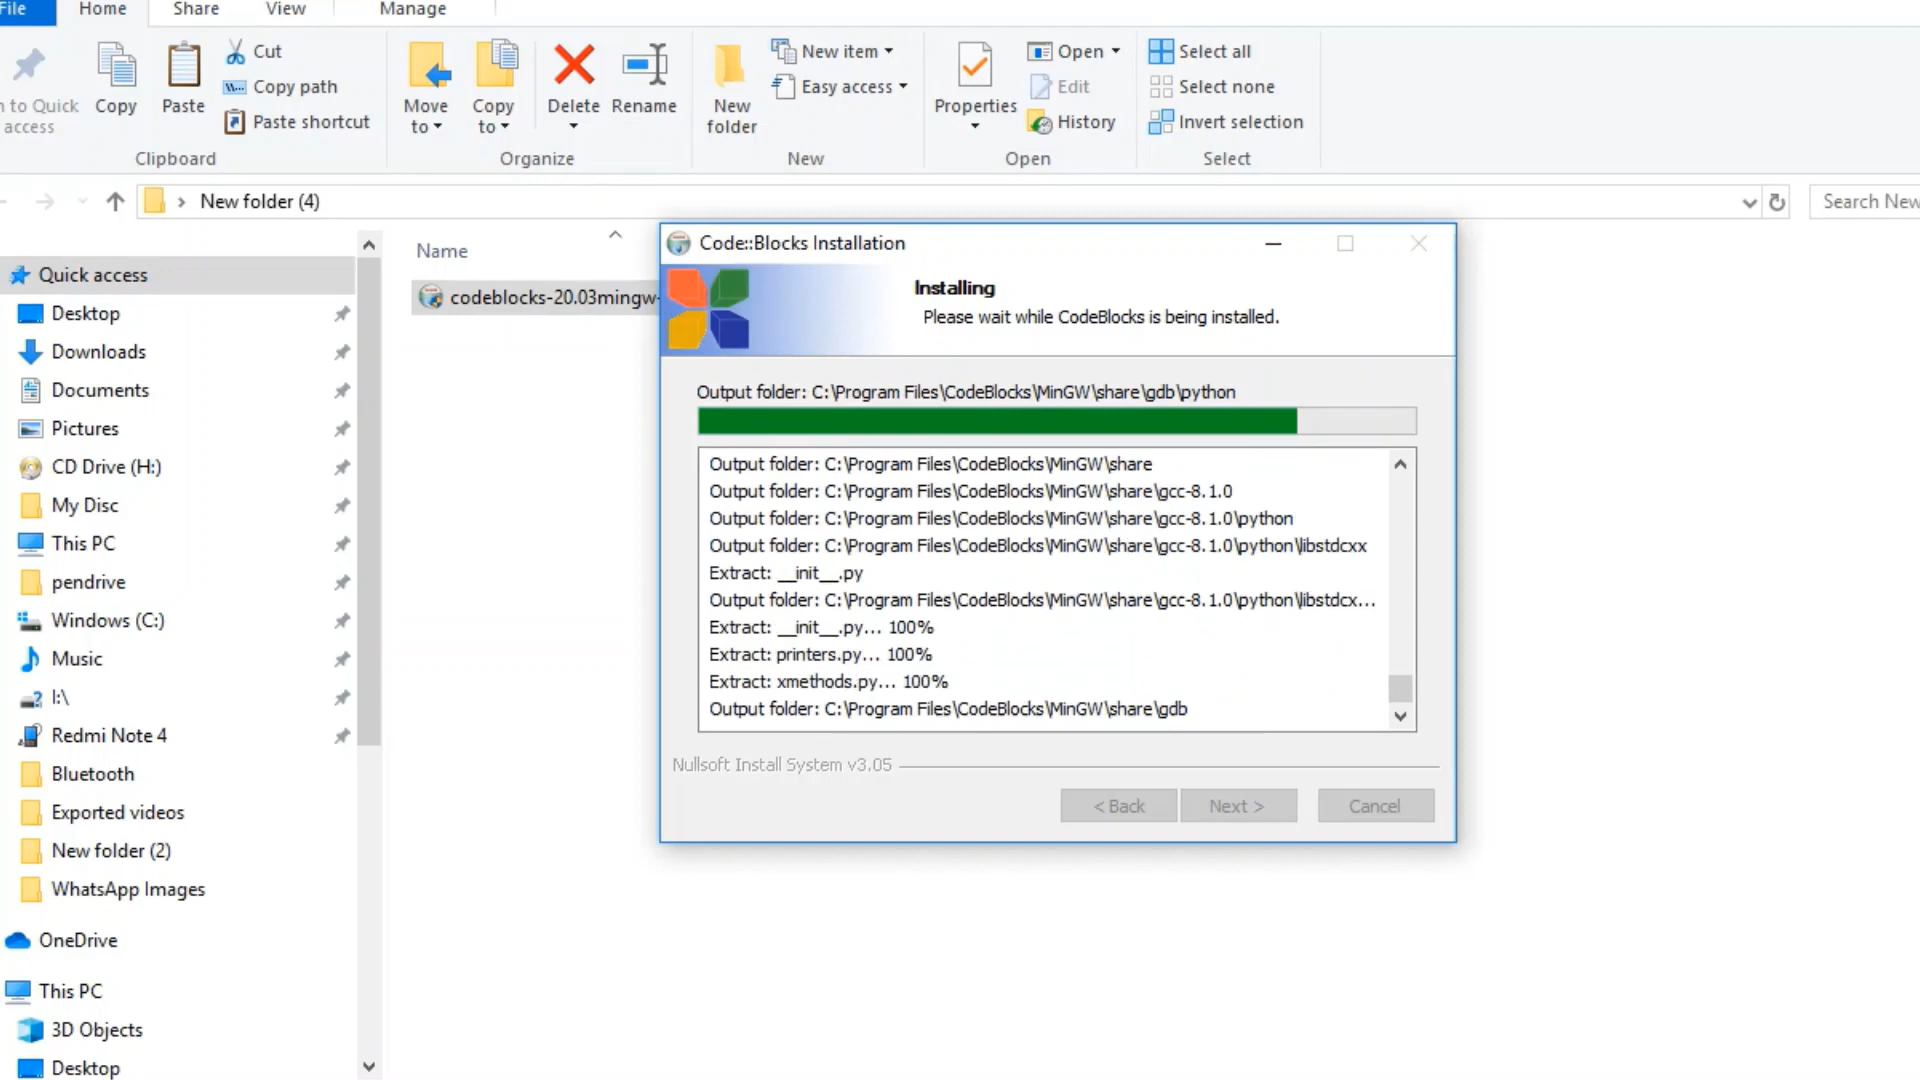 File
Home
Share
View
Manage
to Quick
access
Copy
Paste
Cut
Copy path
Paste shortcut
Clipboard
Move
to
Copy
to
Delete
Rename
Organize
New
folder
New item
Easy access
New
Properties
Open
Edit
History
Open
Select all
Select none
Invert selection
Select
New folder (4)
Search New
Quick access
Desktop
Downloads
Documents
Pictures
CD Drive (H:)
My Disc
This PC
pendrive
Windows (C:)
Music
I:\
Redmi Note 4
Bluetooth
Exported videos
New folder (2)
WhatsApp Images
OneDrive
This PC
3D Objects
Desktop
Name
codeblocks-20.03mingw-
Code::Blocks Installation
Installing
Please wait while CodeBlocks is being installed.
Output folder: C:\Program Files\CodeBlocks\MinGW\share\gdb\python
Output folder: C:\Program Files\CodeBlocks\MinGW\share
Output folder: C:\Program Files\CodeBlocks\MinGW\share\gcc-8.1.0
Output folder: C:\Program Files\CodeBlocks\MinGW\share\gcc-8.1.0\python
Output folder: C:\Program Files\CodeBlocks\MinGW\share\gcc-8.1.0\python\libstdcxx
Extract: __init__.py
Output folder: C:\Program Files\CodeBlocks\MinGW\share\gcc-8.1.0\python\libstdcx...
Extract: __init__.py... 100%
Extract: printers.py... 100%
Extract: xmethods.py... 100%
Output folder: C:\Program Files\CodeBlocks\MinGW\share\gdb
Nullsoft Install System v3.05
< Back
Next >
Cancel